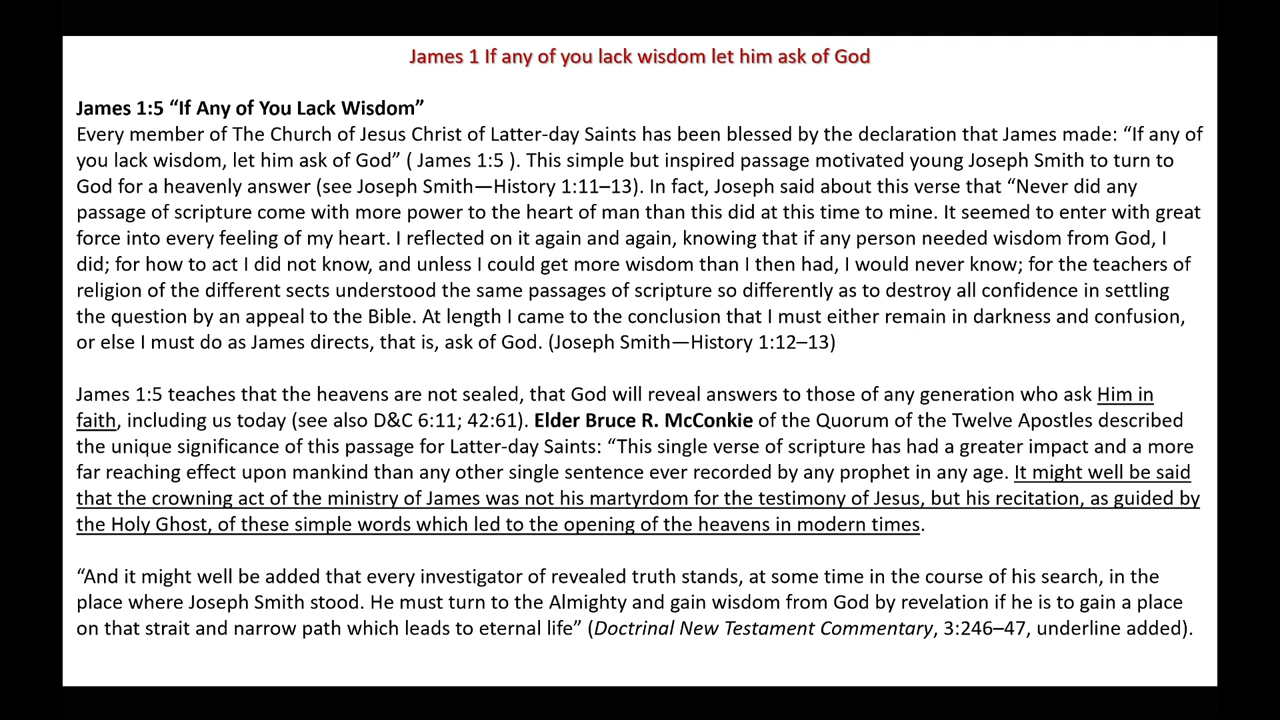 James 1 If any of you lack wisdom let him ask of God
James 1:5 “If Any of You Lack Wisdom”
Every member of The Church of Jesus Christ of Latter-day Saints has been blessed by the declaration that James made: “If any of
you lack wisdom, let him ask of God” ( James 1:5 ). This simple but inspired passage motivated young Joseph Smith to turn to
God for a heavenly answer (see Joseph Smith—History 1:11–13). In fact, Joseph said about this verse that “Never did any
passage of scripture come with more power to the heart of man than this did at this time to mine. It seemed to enter with great
force into every feeling of my heart. I reflected on it again and again, knowing that if any person needed wisdom from God, I
did; for how to act I did not know, and unless I could get more wisdom than I then had, I would never know; for the teachers of
religion of the different sects understood the same passages of scripture so differently as to destroy all confidence in settling
the question by an appeal to the Bible. At length I came to the conclusion that I must either remain in darkness and confusion,
or else I must do as James directs, that is, ask of God. (Joseph Smith—History 1:12–13)
James 1:5 teaches that the heavens are not sealed, that God will reveal answers to those of any generation who ask Him in
faith, including us today (see also D&C 6:11; 42:61). Elder Bruce R. McConkie of the Quorum of the Twelve Apostles described
the unique significance of this passage for Latter-day Saints: “This single verse of scripture has had a greater impact and a more
far reaching effect upon mankind than any other single sentence ever recorded by any prophet in any age. It might well be said
that the crowning act of the ministry of James was not his martyrdom for the testimony of Jesus, but his recitation, as guided by
the Holy Ghost, of these simple words which led to the opening of the heavens in modern times.
“And it might well be added that every investigator of revealed truth stands, at some time in the course of his search, in the
place where Joseph Smith stood. He must turn to the Almighty and gain wisdom from God by revelation if he is to gain a place
on that strait and narrow path which leads to eternal life” (Doctrinal New Testament Commentary, 3:246–47, underline added).